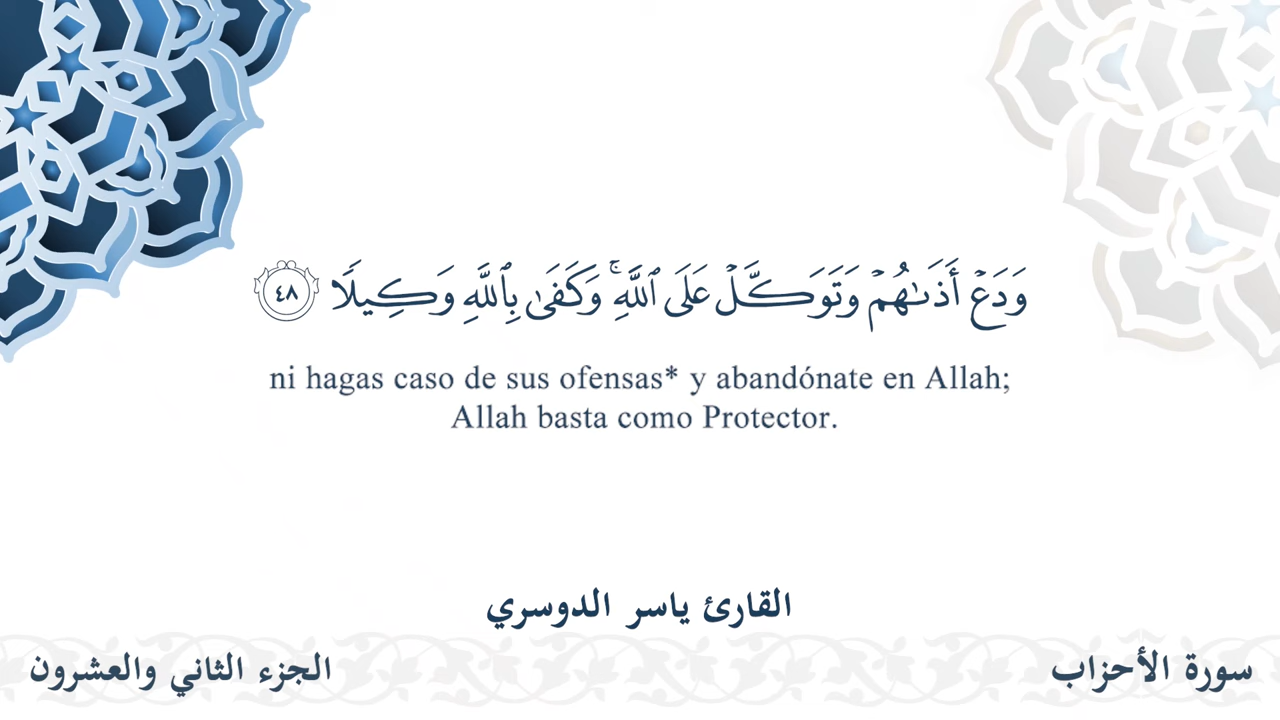 وَدَعْ أَذَىٰهُمْ وَتَوَكَّلْ عَلَى ٱللَّهِ ۚ وَكَفَىٰ بِٱللَّهِ وَكِيلًا ٤٨
ni hagas caso de sus ofensas* y abandónate en Allah;
Allah basta como Protector.
القارئ ياسر الدوسري
سورة الأحزاب
الجزء الثاني والعشرون